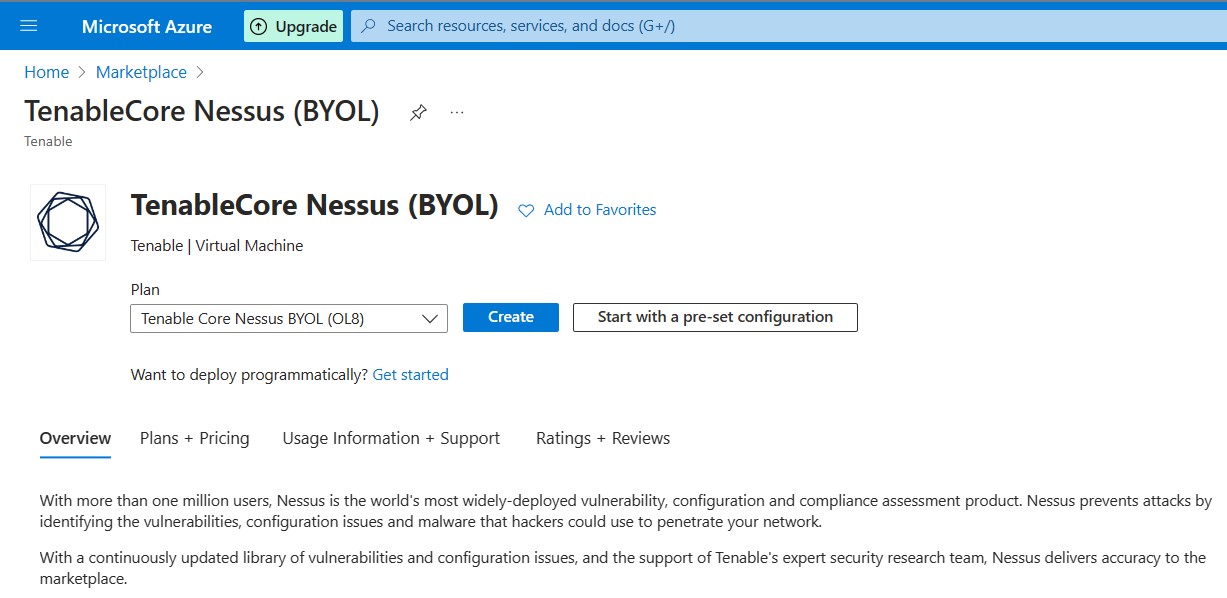 Microsoft Azure
Upgrade
Search resources, services, and docs (G+/)
Home > Marketplace >
TenableCore Nessus (BYOL)
...
Tenable
TenableCore Nessus (BYOL)
Add to Favorites
Tenable | Virtual Machine
Plan
Tenable Core Nessus BYOL (OL8)
Create
Start with a pre-set configuration
Want to deploy programmatically? Get started
Overview
Plans + Pricing
Usage Information + Support
Ratings + Reviews
With more than one million users, Nessus is the world's most widely-deployed vulnerability, configuration and compliance assessment product. Nessus prevents attacks by
identifying the vulnerabilities, configuration issues and malware that hackers could use to penetrate your network.
With a continuously updated library of vulnerabilities and configuration issues, and the support of Tenable's expert security research team, Nessus delivers accuracy to the
marketplace.